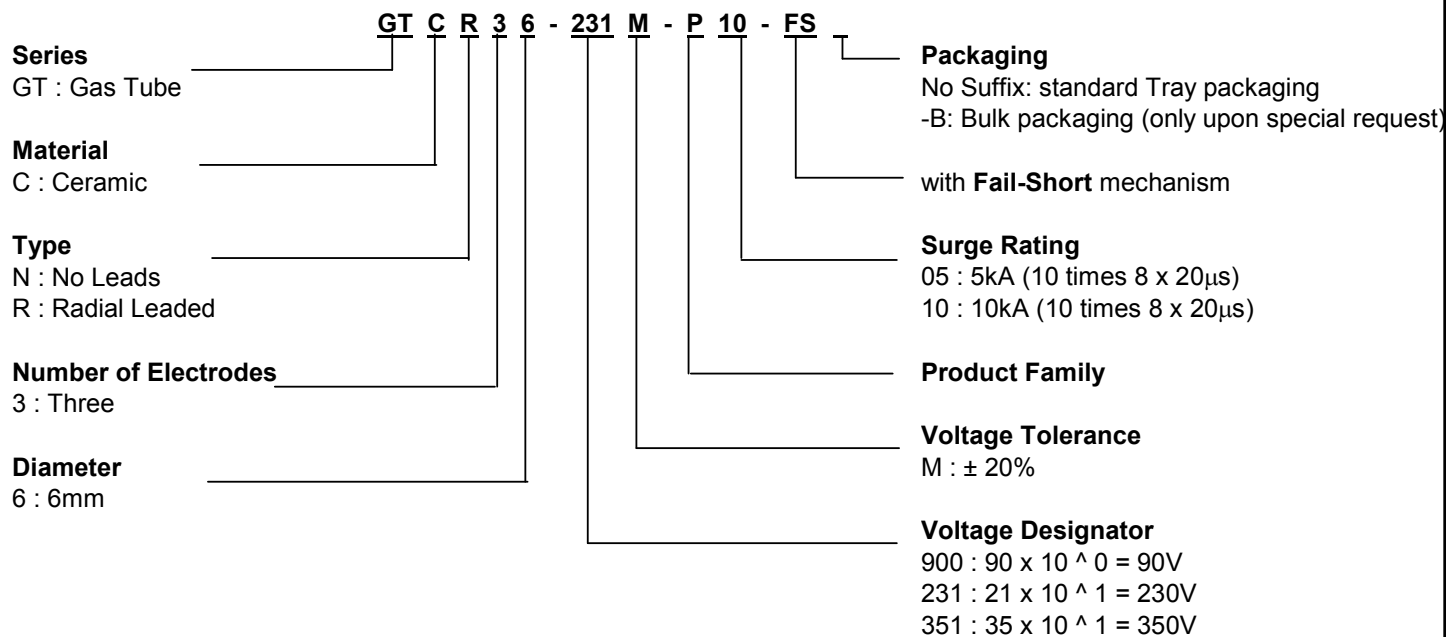 GT C R 3 6 - 231 M - P 10 - FS _
Series
GT : Gas Tube
Material
C : Ceramic
Type
N : No Leads
R : Radial Leaded
Number of Electrodes
3 : Three
Diameter
6 : 6mm
Packaging
No Suffix: standard Tray packaging
-B: Bulk packaging (only upon special request)
with Fail-Short mechanism
Surge Rating
05 : 5kA (10 times 8 x 20μs)
10 : 10kA (10 times 8 x 20μs)
Product Family
Voltage Tolerance
M : ± 20%
Voltage Designator
900 : 90 x 10 ^ 0 = 90V
231 : 21 x 10 ^ 1 = 230V
351 : 35 x 10 ^ 1 = 350V